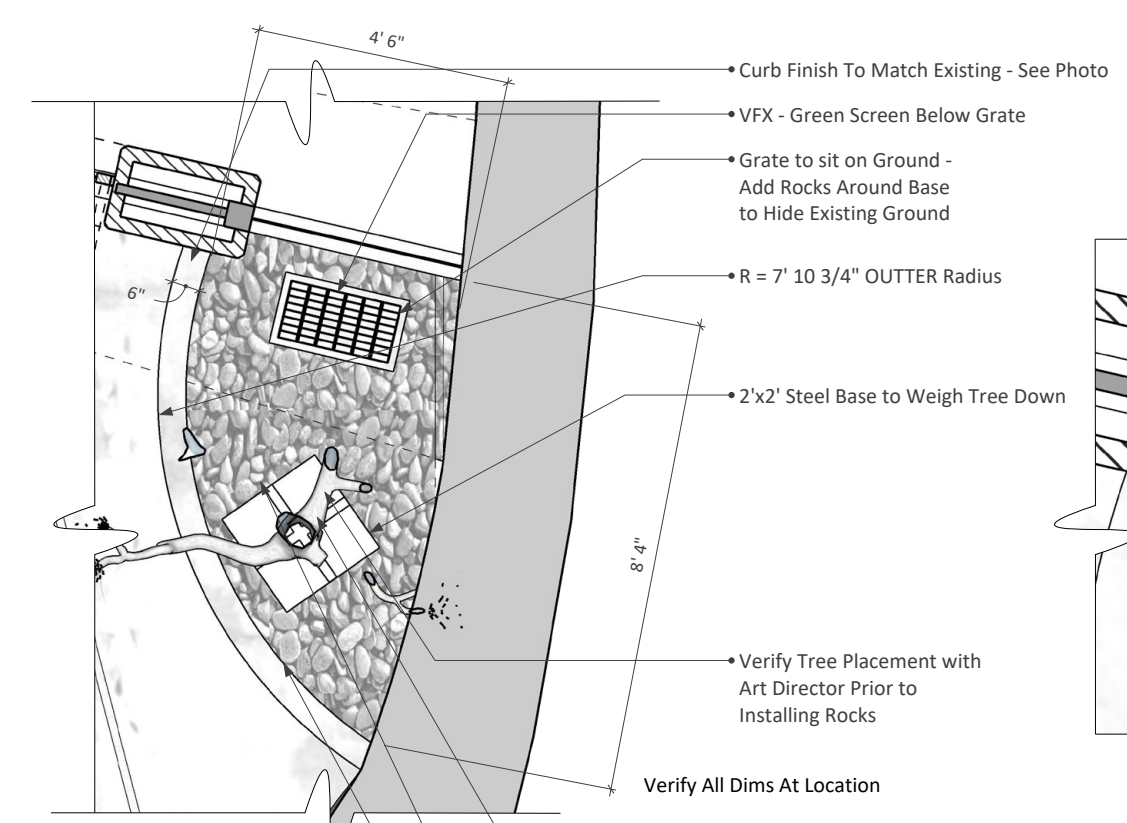 4' 6"
Curb Finish To Match Existing - See Photo
VFX - Green Screen Below Grate
Grate to sit on Ground -
Add Rocks Around Base
to Hide Existing Ground
6"
R = 7' 10 3/4" OUTTER Radius
2'x2' Steel Base to Weigh Tree Down
8' 4"
Verify Tree Placement with
Art Director Prior to
Installing Rocks
Verify All Dims At Location